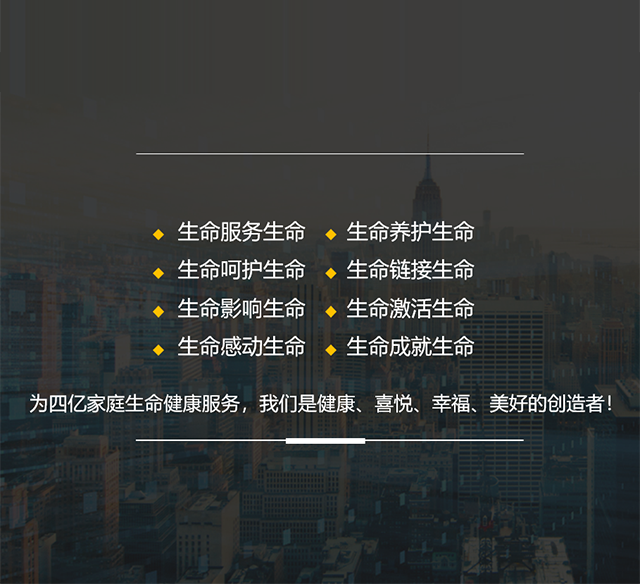 生命服务生命 生命养护生命
生命呵护生命 生命链接生命
生命影响生命 生命激活生命
生命感动生命 生命成就生命
为四亿家庭生命健康服务，我们是健康、喜悦、幸福、美好的创造者！